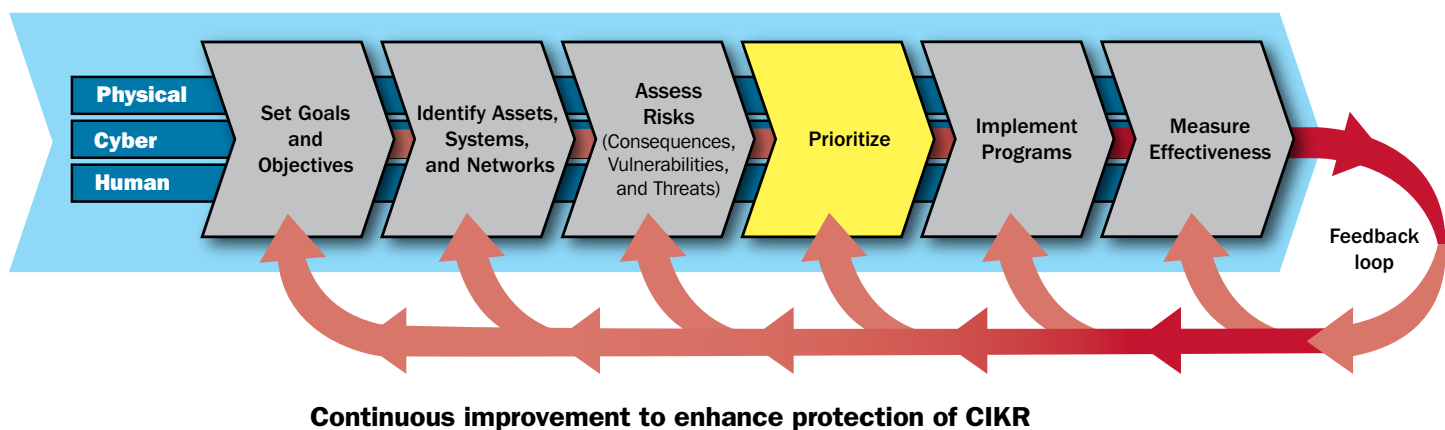 Physical
Cyber
Human
Set Goals
and
Objectives
Identify Assets,
Systems,
and Networks
Assess
Risks
(Consequences,
Vulnerabilities,
and Threats)
Prioritize
Implement
Programs
Measure
Effectiveness
Feedback
loop
Continuous improvement to enhance protection of CIKR